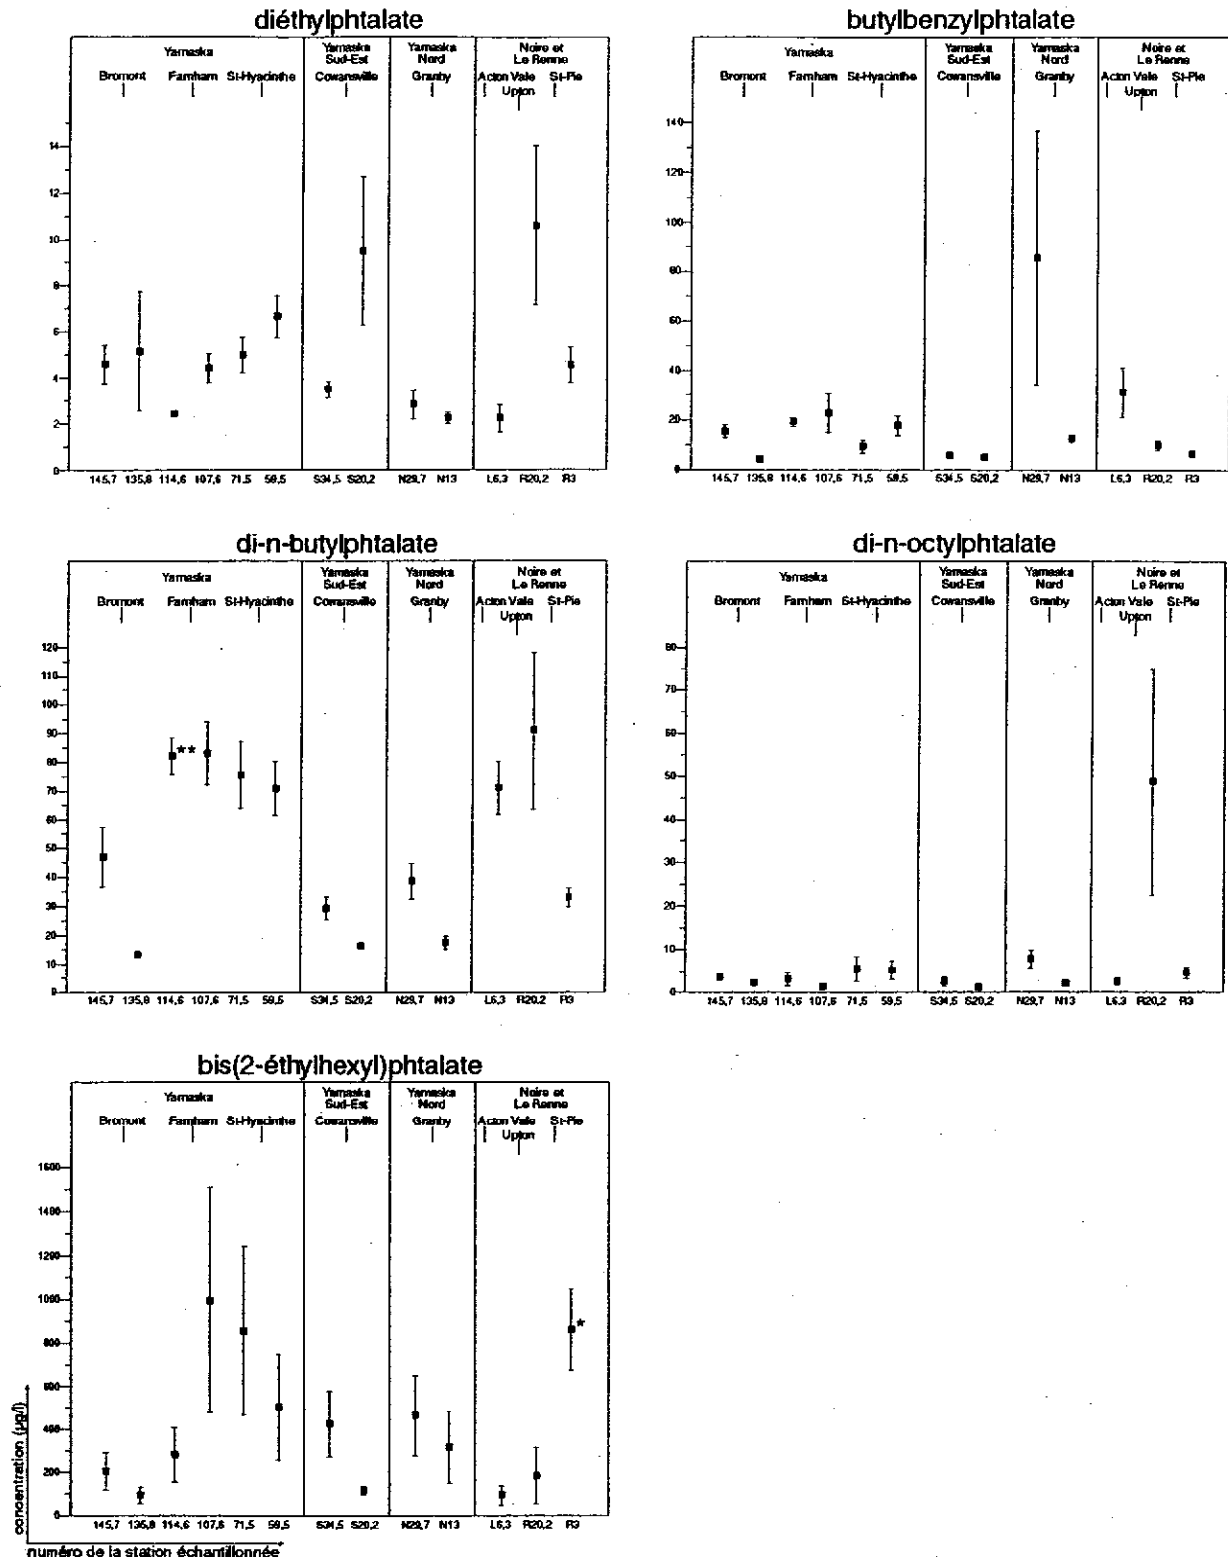 diéthylphtalate
Yamaska
Yamaska Sud-Est
Yamaska Nord
Noire et Le Renne
Bromont Farnham St-Hyacinthe Cowansville Granby Acton Vale St-Pie
Upton
14
12
10
8
6
4
2
0
145,7 135,8 114,6 107,6 71,5 59,5 S34,5 S20,2 N29,7 N13 L6,3 R20,2 R3
butylbenzylphtalate
Yamaska
Yamaska Sud-Est
Yamaska Nord
Noire et Le Renne
Bromont Farnham St-Hyacinthe Cowansville Granby Acton Vale St-Pie
Upton
140
120
100
80
60
40
20
0
145,7 135,8 114,6 107,6 71,5 59,5 S34,5 S20,2 N29,7 N13 L6,3 R20,2 R3
di-n-butylphtalate
Yamaska
Yamaska Sud-Est
Yamaska Nord
Noire et Le Renne
Bromont Farnham St-Hyacinthe Cowansville Granby Acton Vale St-Pie
Upton
120
110
100
90
80
70
60
50
40
30
20
10
0
**
*
145,7 135,8 114,6 107,6 71,5 59,5 S34,5 S20,2 N29,7 N13 L6,3 R20,2 R3
di-n-octylphtalate
Yamaska
Yamaska Sud-Est
Yamaska Nord
Noire et Le Renne
Bromont Farnham St-Hyacinthe Cowansville Granby Acton Vale St-Pie
Upton
80
70
60
50
40
30
20
10
0
145,7 135,8 114,6 107,6 71,5 59,5 S34,5 S20,2 N29,7 N13 L6,3 R20,2 R3
bis(2-éthylhexyl)phtalate
Yamaska
Yamaska Sud-Est
Yamaska Nord
Noire et Le Renne
Bromont Farnham St-Hyacinthe Cowansville Granby Acton Vale St-Pie
Upton
1600
1400
1200
1000
800
600
400
200
0
*
145,7 135,8 114,6 107,6 71,5 59,5 S34,5 S20,2 N29,7 N13 L6,3 R20,2 R3
concentration (µg/l)
numéro de la station échantillonnée